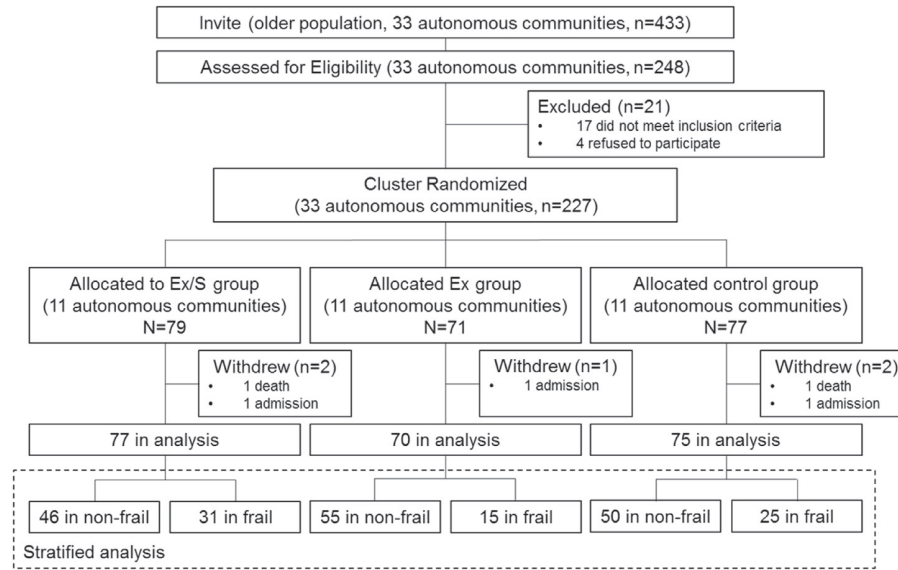 Invite (older population, 33 autonomous communities, n=433)
Assessed for Eligibility (33 autonomous communities, n=248)
Excluded (n=21)
• 17 did not meet inclusion criteria
• 4 refused to participate
Cluster Randomized
(33 autonomous communities, n=227)
Allocated to Ex/S group
(11 autonomous communities)
N=79
Allocated Ex group
(11 autonomous communities)
N=71
Allocated control group
(11 autonomous communities)
N=77
Withdrew (n=2)
• 1 death
• 1 admission
Withdrew (n=1)
• 1 admission
Withdrew (n=2)
• 1 death
• 1 admission
77 in analysis
70 in analysis
75 in analysis
46 in non-frail
31 in frail
55 in non-frail
15 in frail
50 in non-frail
25 in frail
Stratified analysis